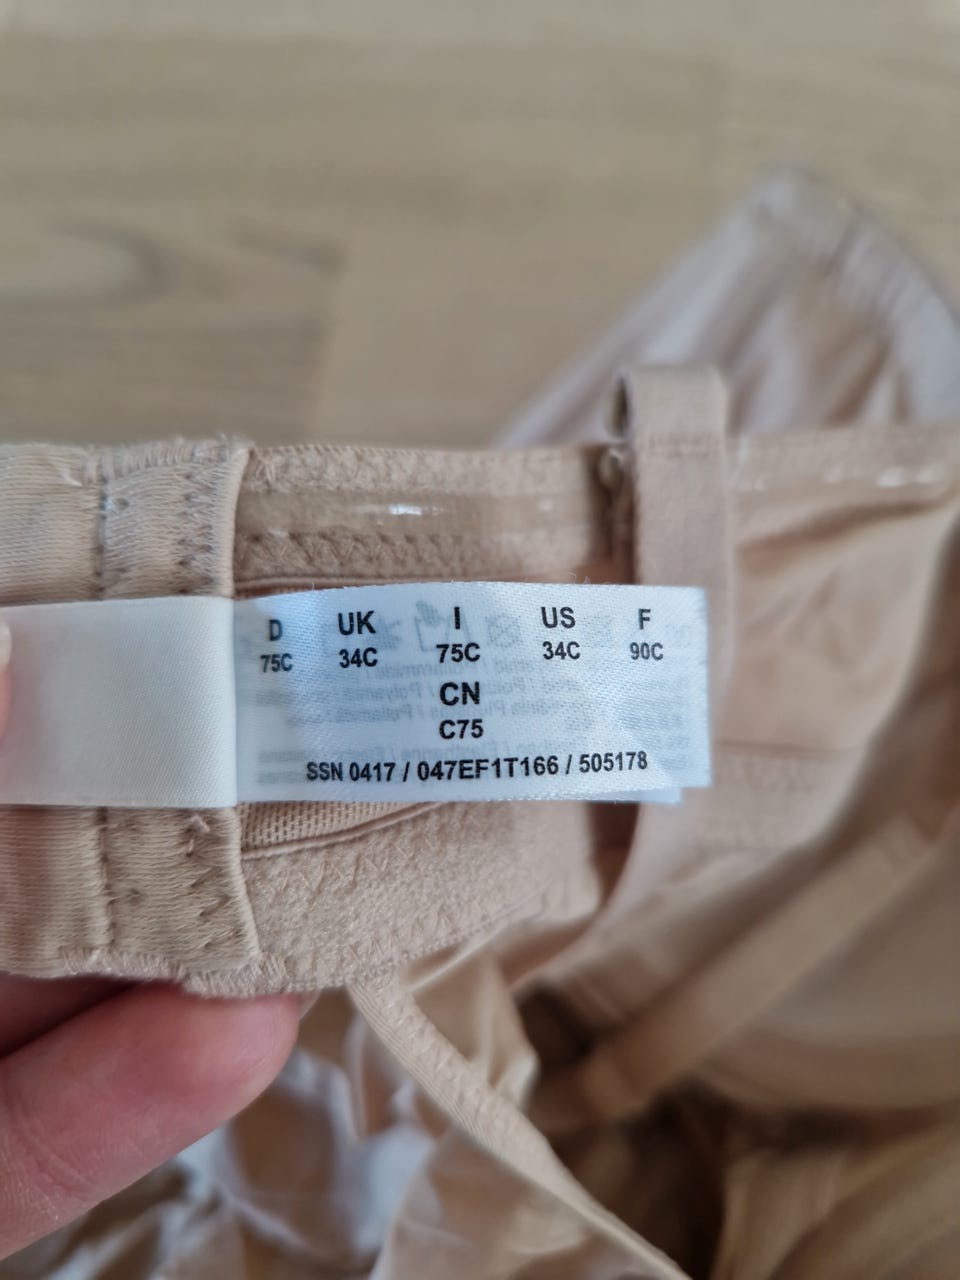 D UK I US F
75C 34C 75C 34C 90C
CN
C75
SSN 0417 / 047EF1T166 / 505178